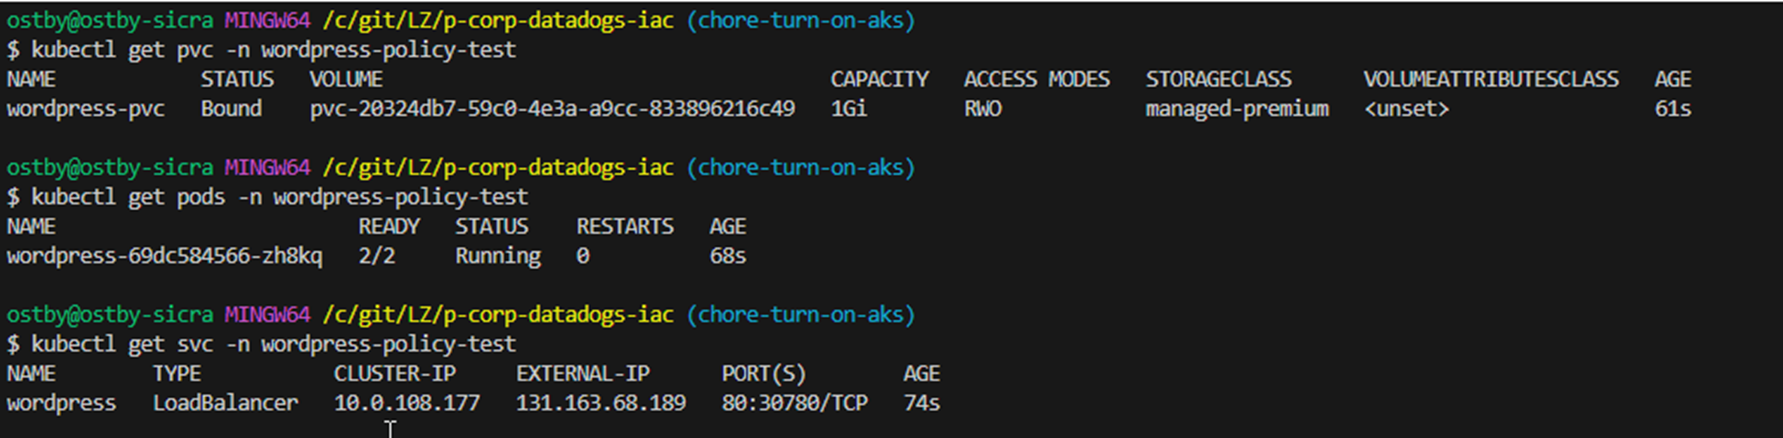 ostby@ostby-sicra MINGW64 /c/git/LZ/p-corp-datadogs-iac (chore-turn-on-aks)
$ kubectl get pvc -n wordpress-policy-test
NAME STATUS VOLUME CAPACITY ACCESS MODES STORAGECLASS VOLUMEATTRIBUTESCLASS AGE
wordpress-pvc Bound pvc-20324db7-59c0-4e3a-a9cc-833896216c49 1Gi RWO managed-premium <unset> 61s
ostby@ostby-sicra MINGW64 /c/git/LZ/p-corp-datadogs-iac (chore-turn-on-aks)
$ kubectl get pods -n wordpress-policy-test
NAME READY STATUS RESTARTS AGE
wordpress-69dc584566-zh8kq 2/2 Running 0 68s
ostby@ostby-sicra MINGW64 /c/git/LZ/p-corp-datadogs-iac (chore-turn-on-aks)
$ kubectl get svc -n wordpress-policy-test
NAME TYPE CLUSTER-IP EXTERNAL-IP PORT(S) AGE
wordpress LoadBalancer 10.0.108.177 131.163.68.189 80:30780/TCP 74s